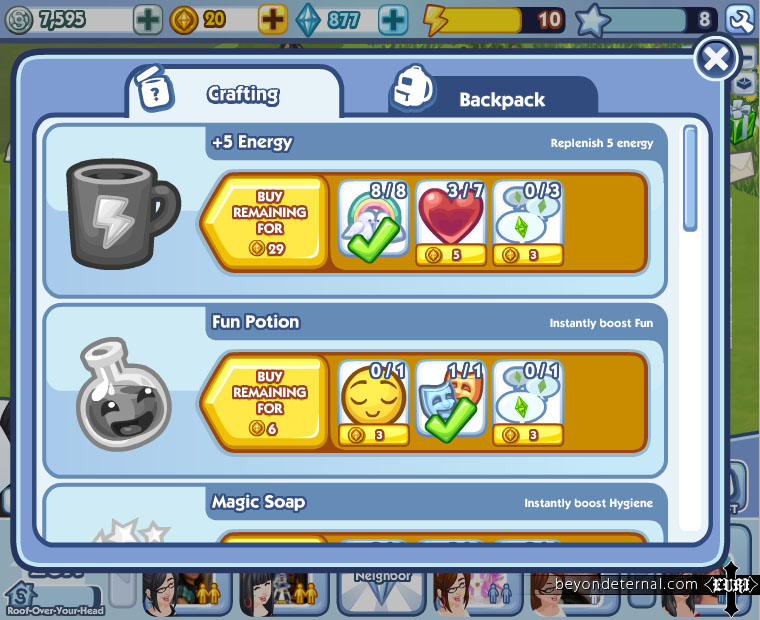 7,595
20
877
10
8
Crafting
Backpack
+5 Energy
Replenish 5 energy
BUY
REMAINING
FOR
29
8/8
3/7
0/3
5
3
Fun Potion
Instantly boost Fun
BUY
REMAINING
FOR
6
0/1
1/1
0/1
3
3
Magic Soap
Instantly boost Hygiene
Roof-Over-Your-Head
Neighbor
beyondeternal.com